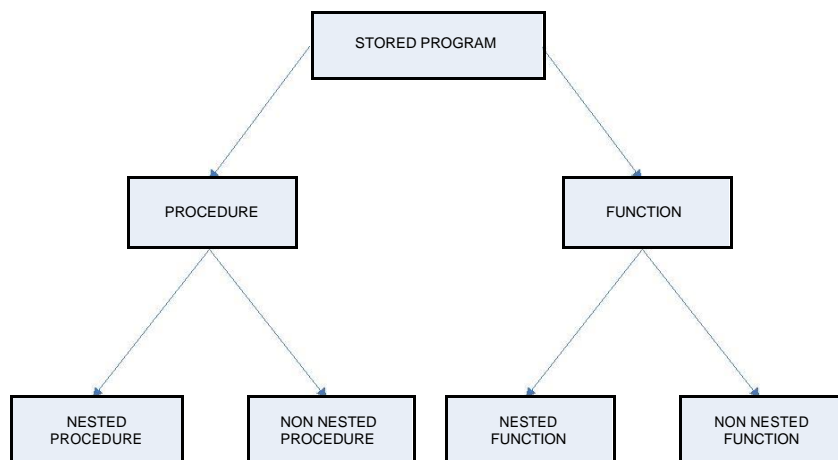 STORED PROGRAM
PROCEDURE
FUNCTION
NESTED
PROCEDURE
NON NESTED
PROCEDURE
NESTED
FUNCTION
NON NESTED
FUNCTION